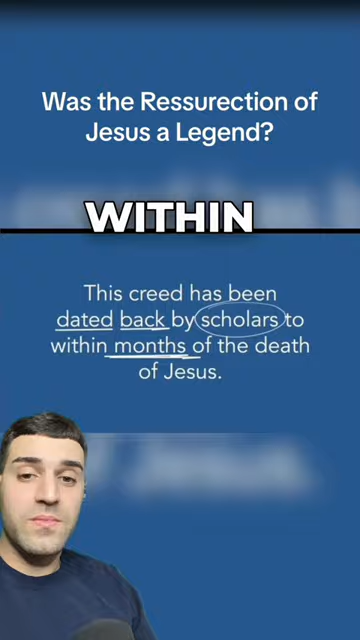 Was the Ressurection of
Jesus a Legend?
WITHIN
This creed has been
dated back by scholars to
within months of the death
of Jesus.